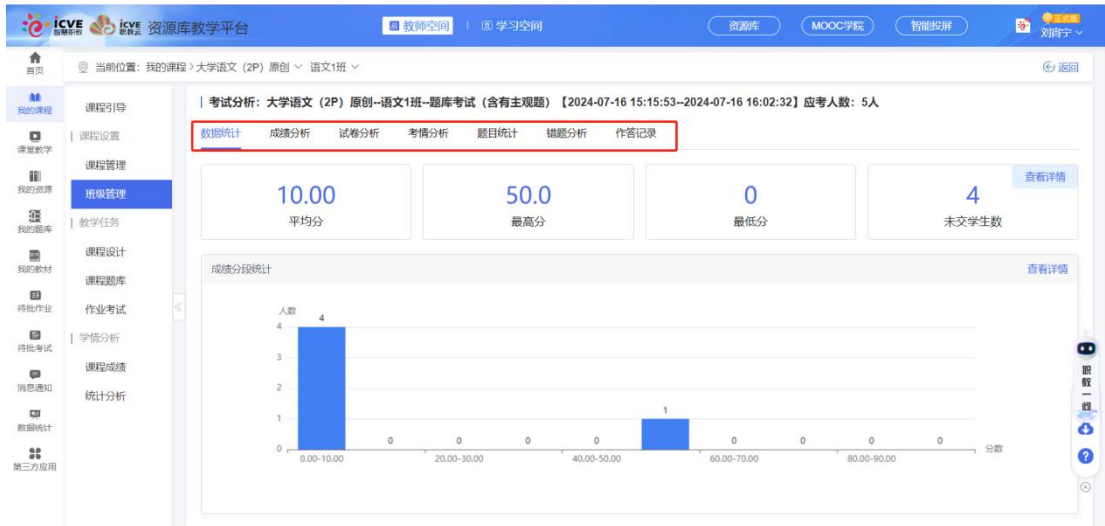 icve 智慧职教 icve 职教云 资源库教学平台 教师空间 学习空间 资源库 MOOC学院 智能投屏 正式版 刘肖宁
首页
当前位置：我的课程 > 大学语文（2P）原创 语文1班 返回
我的课程
课堂教学
我的资源
我的题库
我的教材
待批作业
待批考试
消息通知
数据统计
第三方应用
课程引导
课程设置
课程管理
班级管理
教学任务
课程设计
课程题库
作业考试
学情分析
课程成绩
统计分析
考试分析：大学语文（2P）原创--语文1班--题库考试（含有主观题）【2024-07-16 15:15:53--2024-07-16 16:02:32】应考人数：5人
数据统计 成绩分析 试卷分析 考情分析 题目统计 错题分析 作答记录
查看详情
10.00 50.0 0 4
平均分 最高分 最低分 未交学生数
成绩分段统计 查看详情
人数
4
3
2
1
0
4 0 0 0 0 1 0 0 0 0
0.00-10.00 20.00-30.00 40.00-50.00 60.00-70.00 80.00-90.00 分数
职教一问